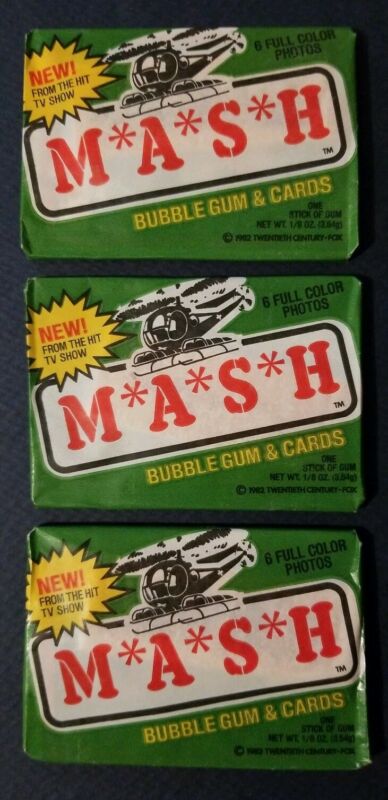 NEW!
FROM THE HIT
TV SHOW
6 FULL COLOR
PHOTOS
M*A*S*H
TM
BUBBLE GUM & CARDS
ONE
STICK OF GUM
NET WT. 1/8 OZ. (3.54g)
© 1982 TWENTIETH CENTURY-FOX
NEW!
FROM THE HIT
TV SHOW
6 FULL COLOR
PHOTOS
M*A*S*H
TM
BUBBLE GUM & CARDS
ONE
STICK OF GUM
NET WT. 1/8 OZ. (3.54g)
© 1982 TWENTIETH CENTURY-FOX
NEW!
FROM THE HIT
TV SHOW
6 FULL COLOR
PHOTOS
M*A*S*H
TM
BUBBLE GUM & CARDS
ONE
STICK OF GUM
NET WT. 1/8 OZ. (3.54g)
© 1982 TWENTIETH CENTURY-FOX